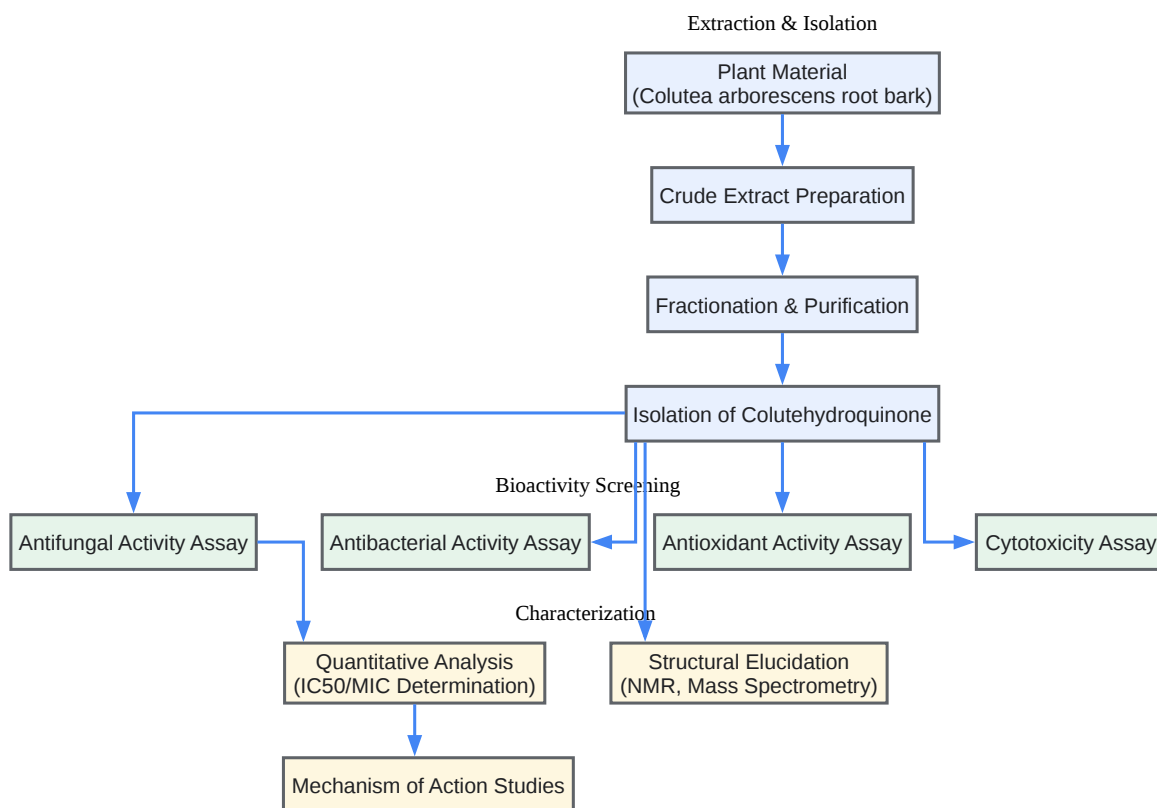 Extraction & Isolation
Plant Material
(Colutea arborescens root bark)
Crude Extract Preparation
Fractionation & Purification
Isolation of Colutehydroquinone
Bioactivity Screening
Antifungal Activity Assay
Antibacterial Activity Assay
Antioxidant Activity Assay
Cytotoxicity Assay
Characterization
Quantitative Analysis
(IC50/MIC Determination)
Structural Elucidation
(NMR, Mass Spectrometry)
Mechanism of Action Studies